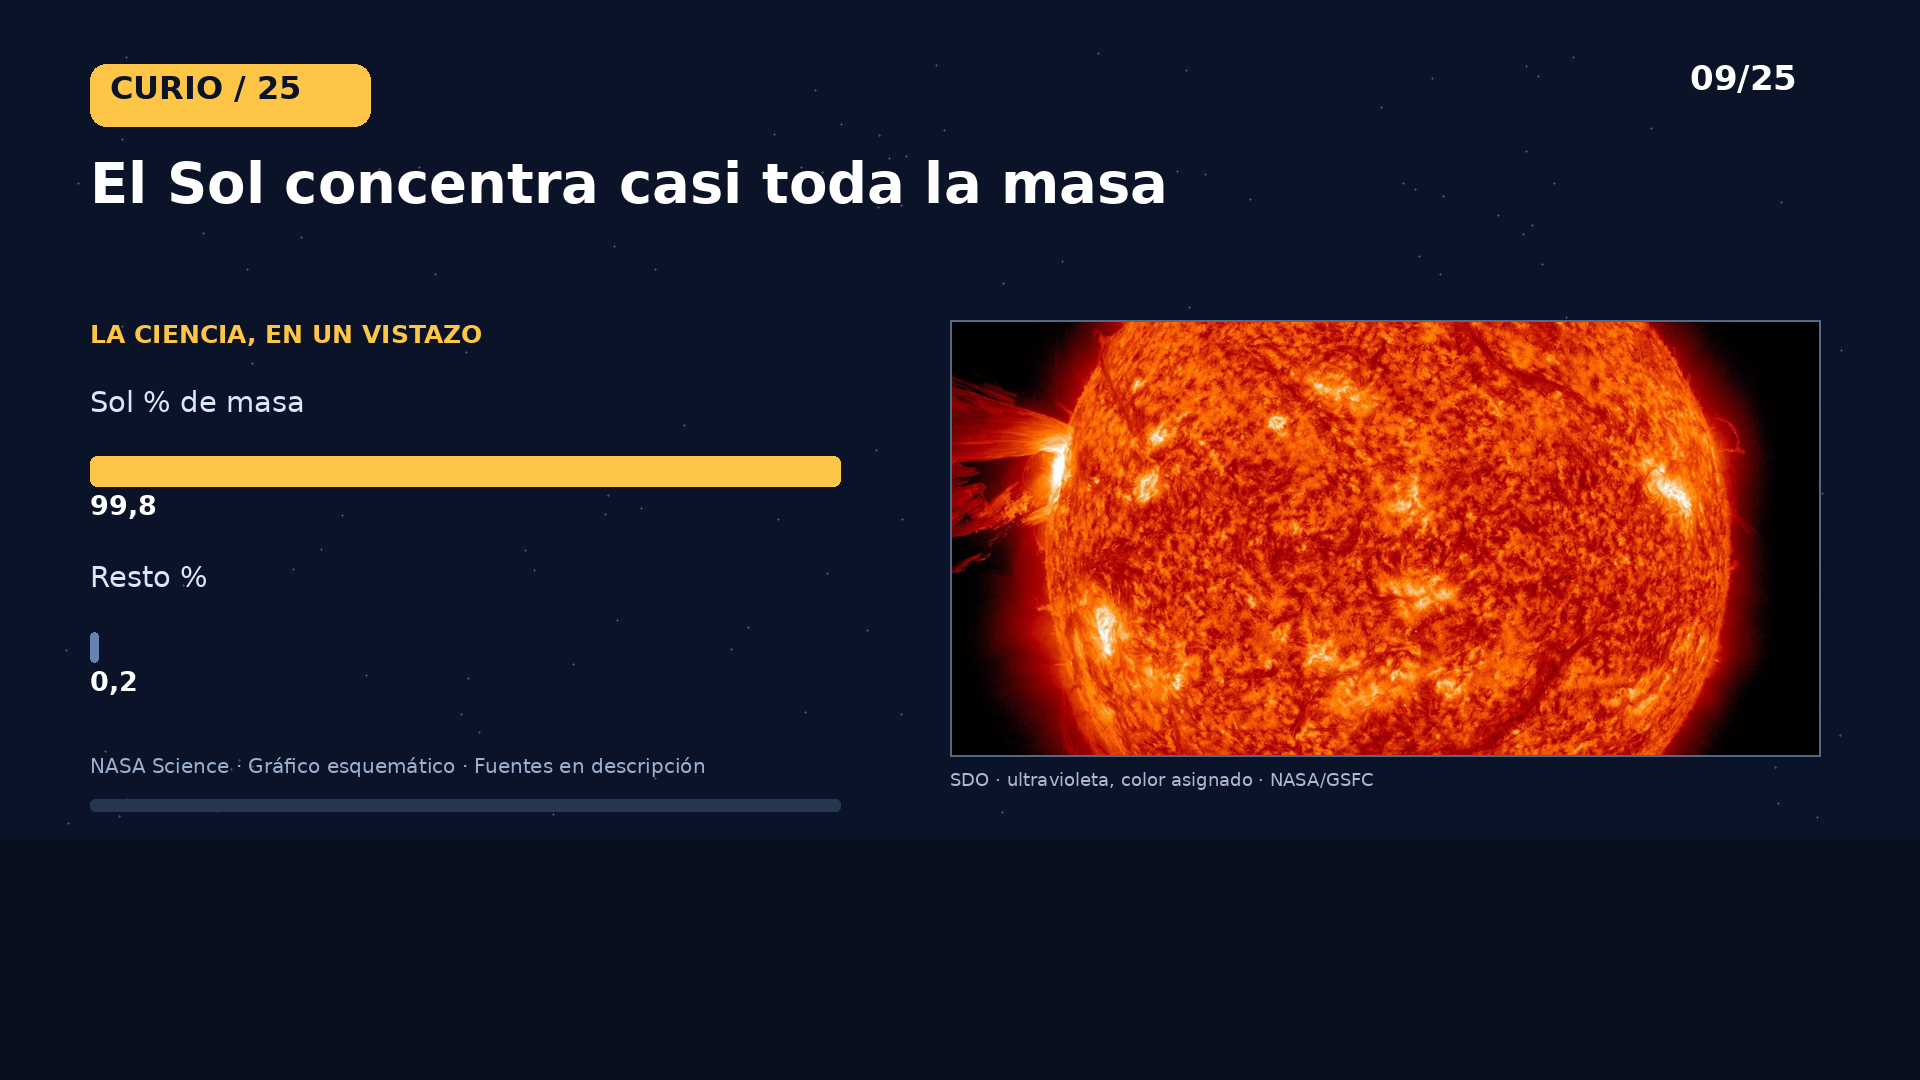 CURIO / 25
09/25
El Sol concentra casi toda la masa
LA CIENCIA, EN UN VISTAZO
Sol % de masa
99,8
Resto %
0,2
NASA Science · Gráfico esquemático · Fuentes en descripción
SDO · ultravioleta, color asignado · NASA/GSFC